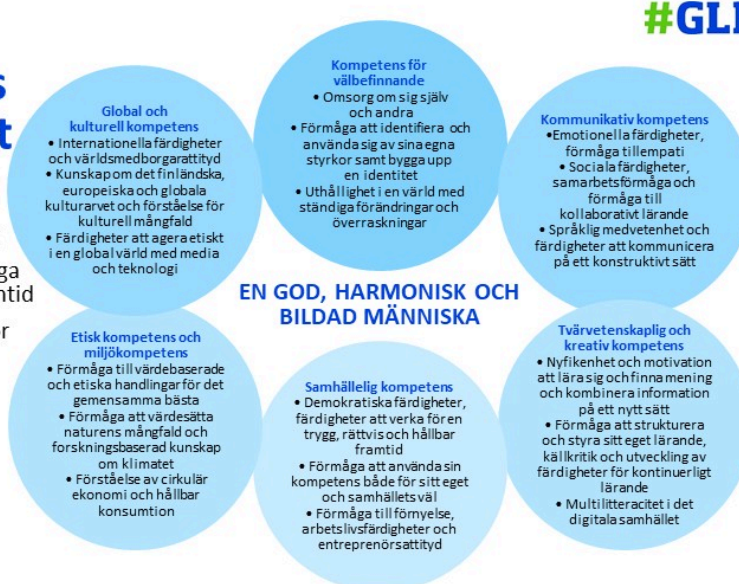 #GL
s
t
ga
ntid
r
Kompetens för
välbefinnande
• Omsorg om sig själv
och andra
• Förmåga att identifiera och
använda sig av sina egna
styrkor samt bygga upp
en identitet
• Uthållighet i en värld med
ständiga förändringar och
överraskningar
Global och
kulturell kompetens
• Internationella färdigheter
och världsmedborgarattityd
• Kunskap om det finländska,
europeiska och globala
kulturarvet och förståelse för
kulturell mångfald
• Färdigheter att agera etiskt
i en global värld med media
och teknologi
Kommunikativ kompetens
•Emotionella färdigheter,
förmåga till empati
• Sociala färdigheter,
samarbetsförmåga och
förmåga till
kollaborativt lärande
• Språklig medvetenhet och
färdigheter att kommunicera
på ett konstruktivt sätt
EN GOD, HARMONISK OCH
BILDAD MÄNNISKA
Etisk kompetens och
miljökompetens
• Förmåga till värdebaserade
och etiska handlingar för det
gemensamma bästa
• Förmåga att värdesätta
naturens mångfald och
forskningsbaserad kunskap
om klimatet
• Förståelse av cirkulär
ekonomi och hållbar
konsumtion
Samhällelig kompetens
• Demokratiska färdigheter,
färdigheter att verka för en
trygg, rättvis och hållbar
framtid
• Förmåga att använda sin
kompetens både för sitt eget
och samhällets väl
• Förmåga till förnyelse,
arbetslivsfärdigheter och
entreprenörsattityd
Tvärvetenskaplig och
kreativ kompetens
• Nyfikenhet och motivation
att lära sig och finna mening
och kombinera information
på ett nytt sätt
• Förmåga att strukturera
och styra sitt eget lärande,
källkritik och utveckling av
färdigheter för kontinuerligt
lärande
• Multilitteracitet i det
digitala samhället